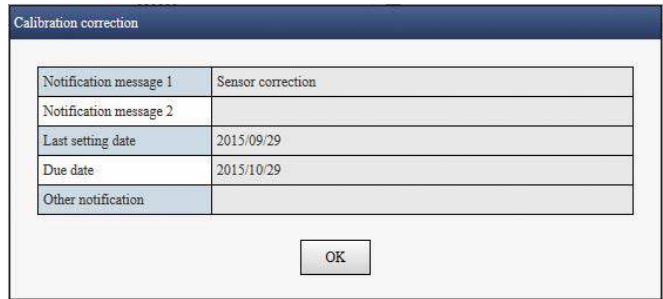 Calibration correction
Notification message 1 Sensor correction
Notification message 2
Last setting date 2015/09/29
Due date 2015/10/29
Other notification
OK